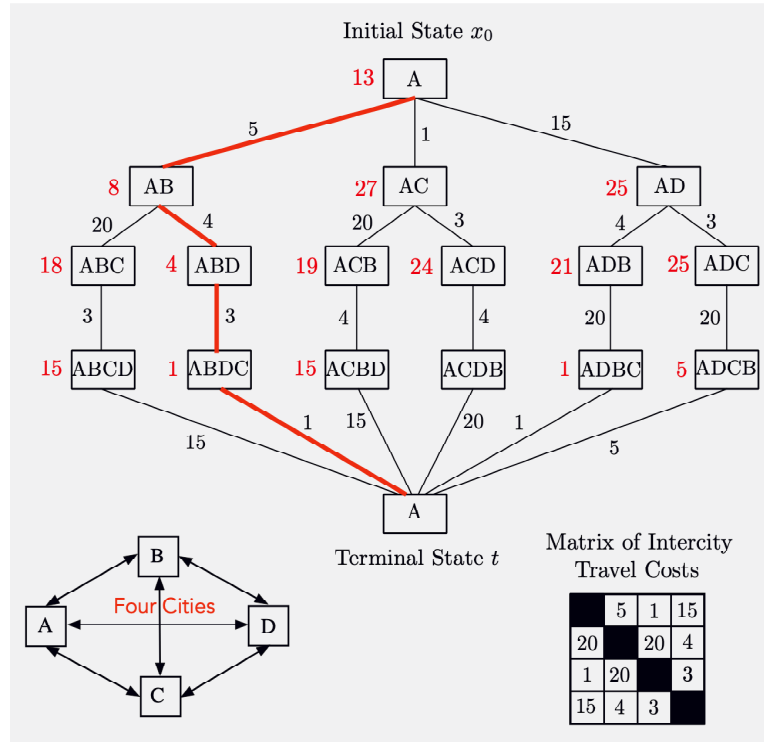 Initial State x₀
13 A
5 1 15
8 AB 27 AC 25 AD
20 4 20 3 4 3
18 ABC 4 ABD 19 ACB 24 ACD 21 ADB 25 ADC
3 3 4 4 20 20
15 ABCD 1 ABDC 15 ACBD ACDB 1 ADBC 5 ADCB
15 1 15 20 1 5
A
Terminal State t
B
Four Cities
A D
C
Matrix of Intercity
Travel Costs
5 1 15
20 20 4
1 20 3
15 4 3